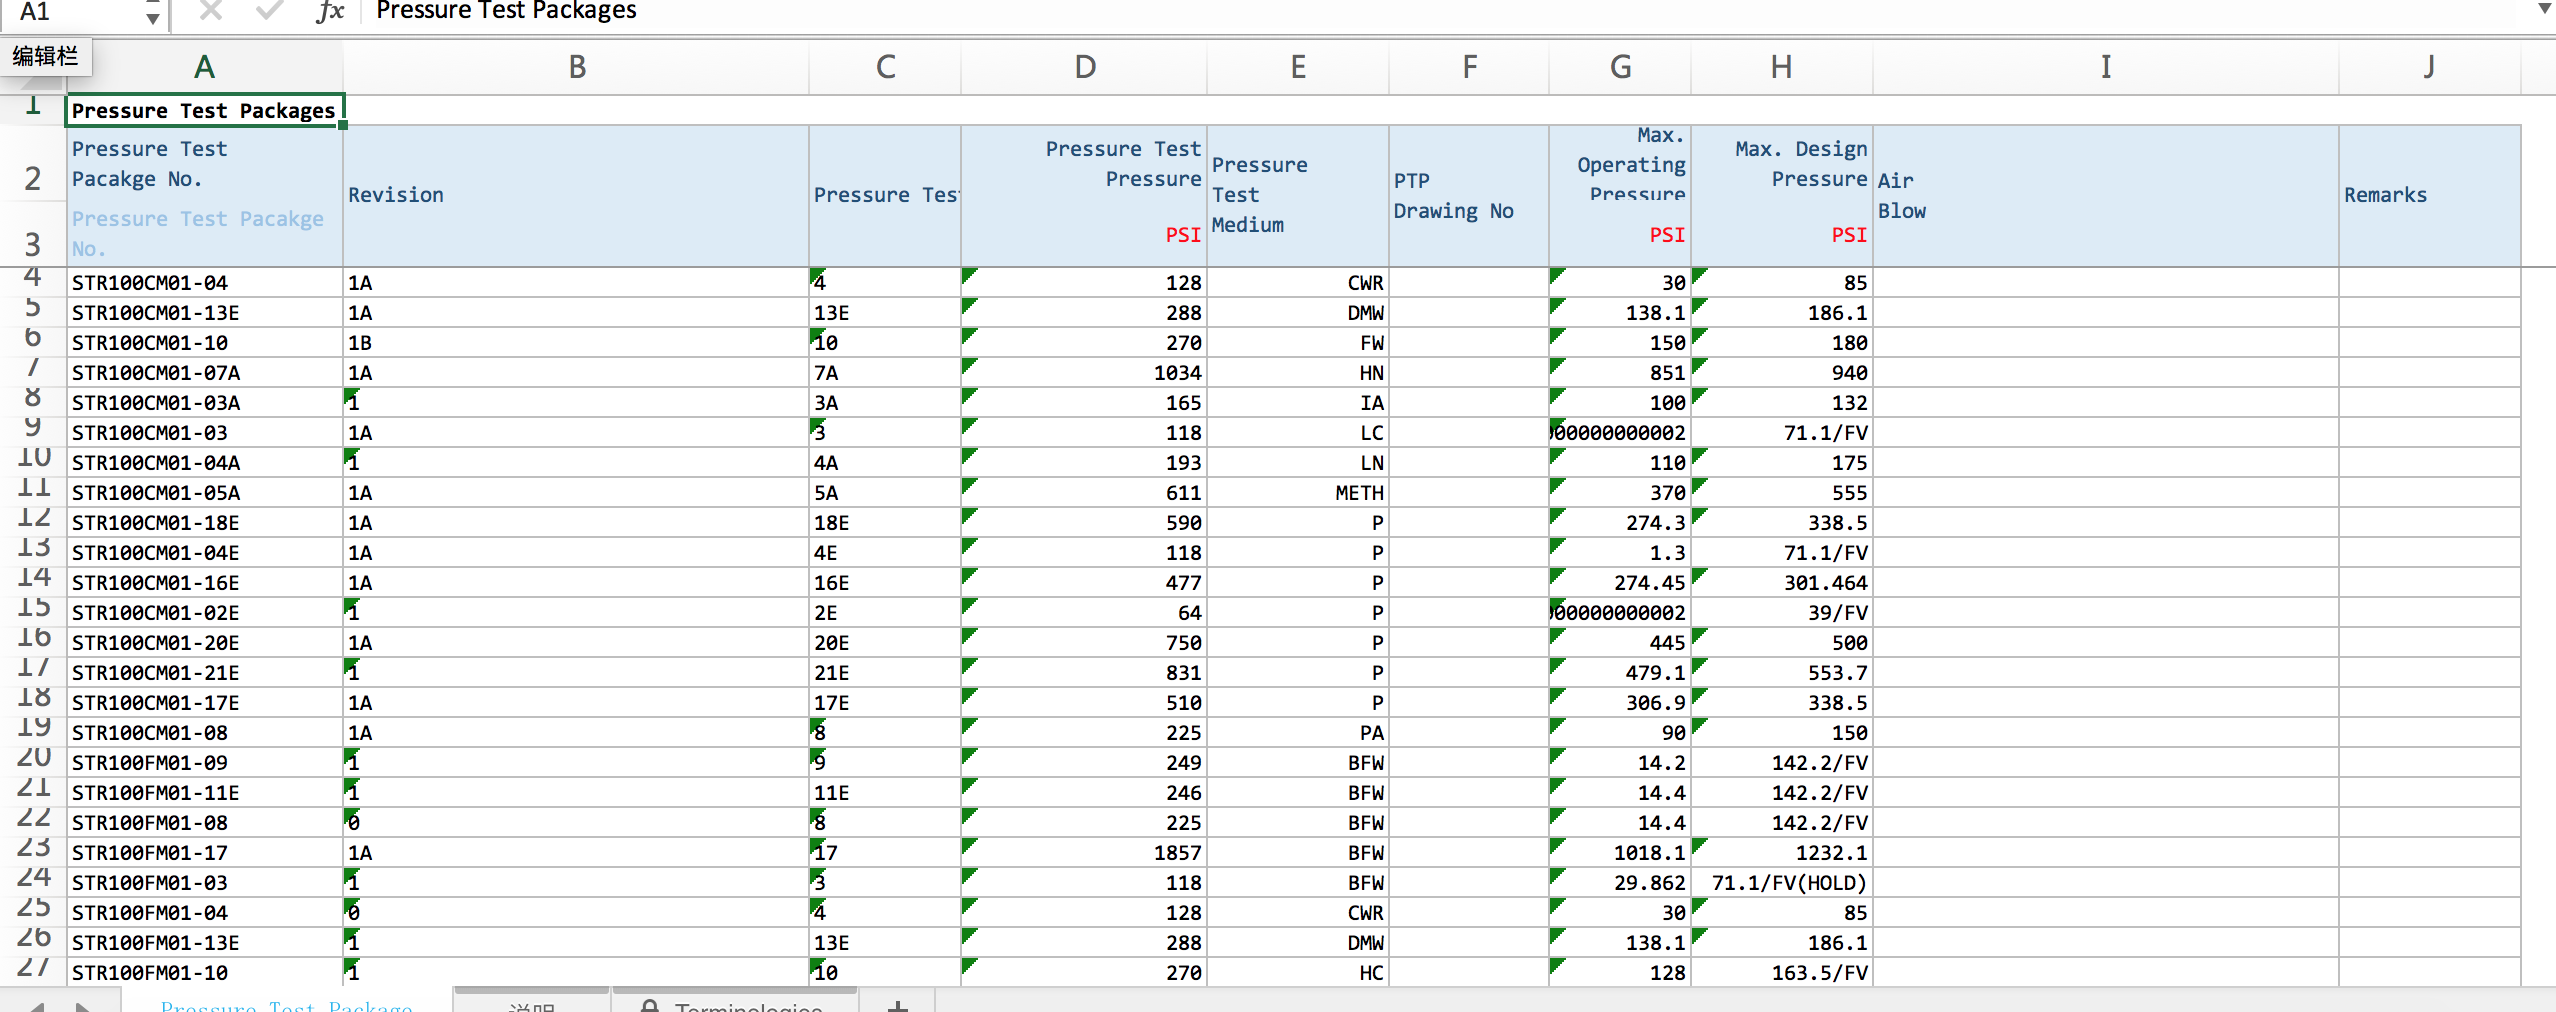 A1 fx Pressure Test Packages
编辑栏 A B C D E F G H I J
1 Pressure Test Packages
2 Pressure Test Pacakge No. Revision Pressure Tes Pressure Test Pressure Pressure Test Medium PTP Drawing No Max. Operating Pressure Max. Design Pressure Air Blow Remarks
3 Pressure Test Pacakge No. PSI PSI PSI
4 STR100CM01-04 1A 4 128 CWR 30 85
5 STR100CM01-13E 1A 13E 288 DMW 138.1 186.1
6 STR100CM01-10 1B 10 270 FW 150 180
7 STR100CM01-07A 1A 7A 1034 HN 851 940
8 STR100CM01-03A 1 3A 165 IA 100 132
9 STR100CM01-03 1A 3 118 LC 00000000002 71.1/FV
10 STR100CM01-04A 1 4A 193 LN 110 175
11 STR100CM01-05A 1A 5A 611 METH 370 555
12 STR100CM01-18E 1A 18E 590 P 274.3 338.5
13 STR100CM01-04E 1A 4E 118 P 1.3 71.1/FV
14 STR100CM01-16E 1A 16E 477 P 274.45 301.464
15 STR100CM01-02E 1 2E 64 P 00000000002 39/FV
16 STR100CM01-20E 1A 20E 750 P 445 500
17 STR100CM01-21E 1 21E 831 P 479.1 553.7
18 STR100CM01-17E 1A 17E 510 P 306.9 338.5
19 STR100CM01-08 1A 8 225 PA 90 150
20 STR100FM01-09 1 9 249 BFW 14.2 142.2/FV
21 STR100FM01-11E 1 11E 246 BFW 14.4 142.2/FV
22 STR100FM01-08 0 8 225 BFW 14.4 142.2/FV
23 STR100FM01-17 1A 17 1857 BFW 1018.1 1232.1
24 STR100FM01-03 1 3 118 BFW 29.862 71.1/FV(HOLD)
25 STR100FM01-04 0 4 128 CWR 30 85
26 STR100FM01-13E 1 13E 288 DMW 138.1 186.1
27 STR100FM01-10 1 10 270 HC 128 163.5/FV
Pressure Test Package 说明 Terminologies +